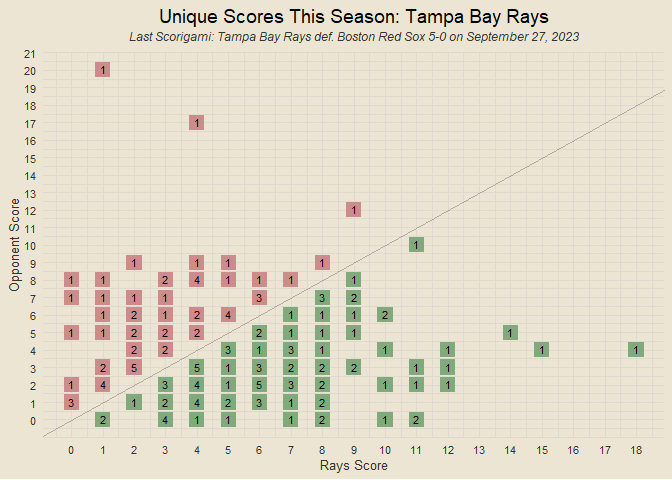 Unique Scores This Season: Tampa Bay Rays
Last Scorigami: Tampa Bay Rays def. Boston Red Sox 5-0 on September 27, 2023
21
20 1
19
18
17 1
16
15
14
13
12 1
11
10 1
9 1 1 1 1
8 1 1 2 4 1 1 1 1
7 1 1 1 1 3 3 2
6 1 2 1 2 4 1 1 1 2
5 1 1 2 2 2 2 1 1 1 1
4 2 2 3 1 3 1 1 1 1 1
3 2 5 5 1 3 2 2 2 1 1
2 1 4 3 4 1 5 3 2 1 1 1
1 3 1 2 4 2 3 1 2
0 2 4 1 1 1 2 1 2
0 1 2 3 4 5 6 7 8 9 10 11 12 13 14 15 16 17 18
Opponent Score
Rays Score